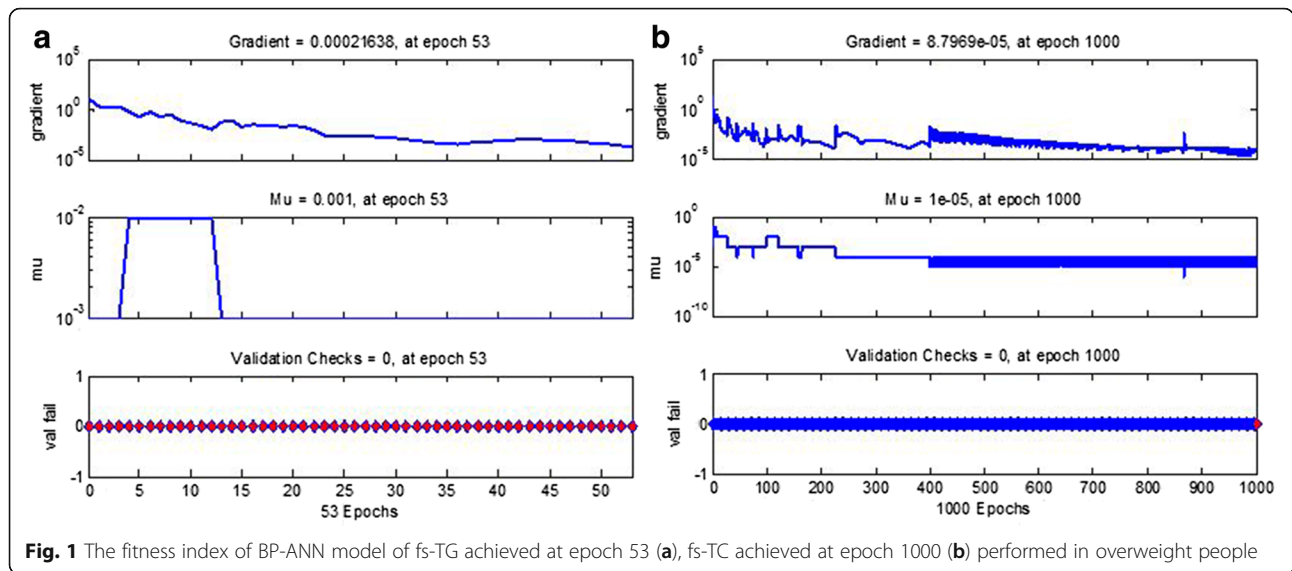 a
Gradient = 0.00021638, at epoch 53
gradient
10^5
10^0
10^-5
Mu = 0.001, at epoch 53
mu
10^-2
10^-3
Validation Checks = 0, at epoch 53
val fail
1
0
-1
0 5 10 15 20 25 30 35 40 45 50
53 Epochs
b
Gradient = 8.7969e-05, at epoch 1000
gradient
10^5
10^0
10^-5
Mu = 1e-05, at epoch 1000
mu
10^0
10^-5
10^-10
Validation Checks = 0, at epoch 1000
val fail
1
0
-1
0 100 200 300 400 500 600 700 800 900 1000
1000 Epochs
Fig. 1 The fitness index of BP-ANN model of fs-TG achieved at epoch 53 (a), fs-TC achieved at epoch 1000 (b) performed in overweight people